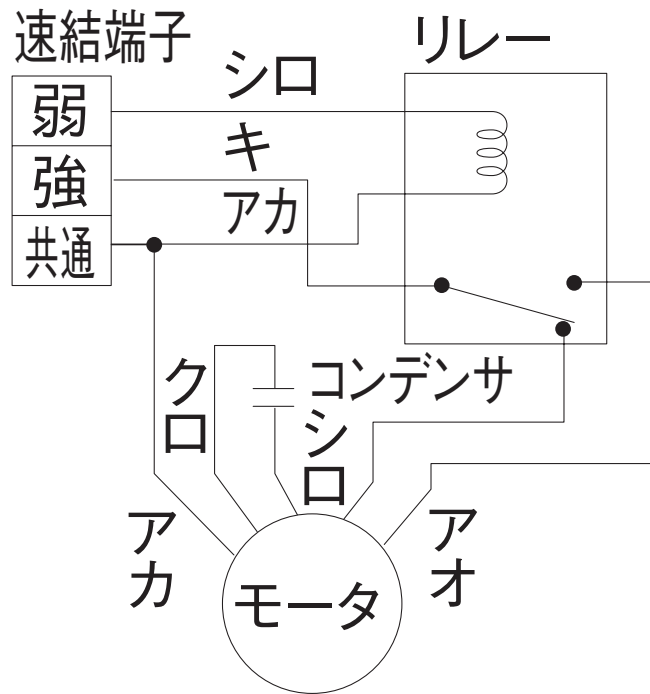 速結端子
リレー
弱
シロ
強
キ
共通
アカ
クロ
コンデンサ
シロ
アカ
アオ
モータ